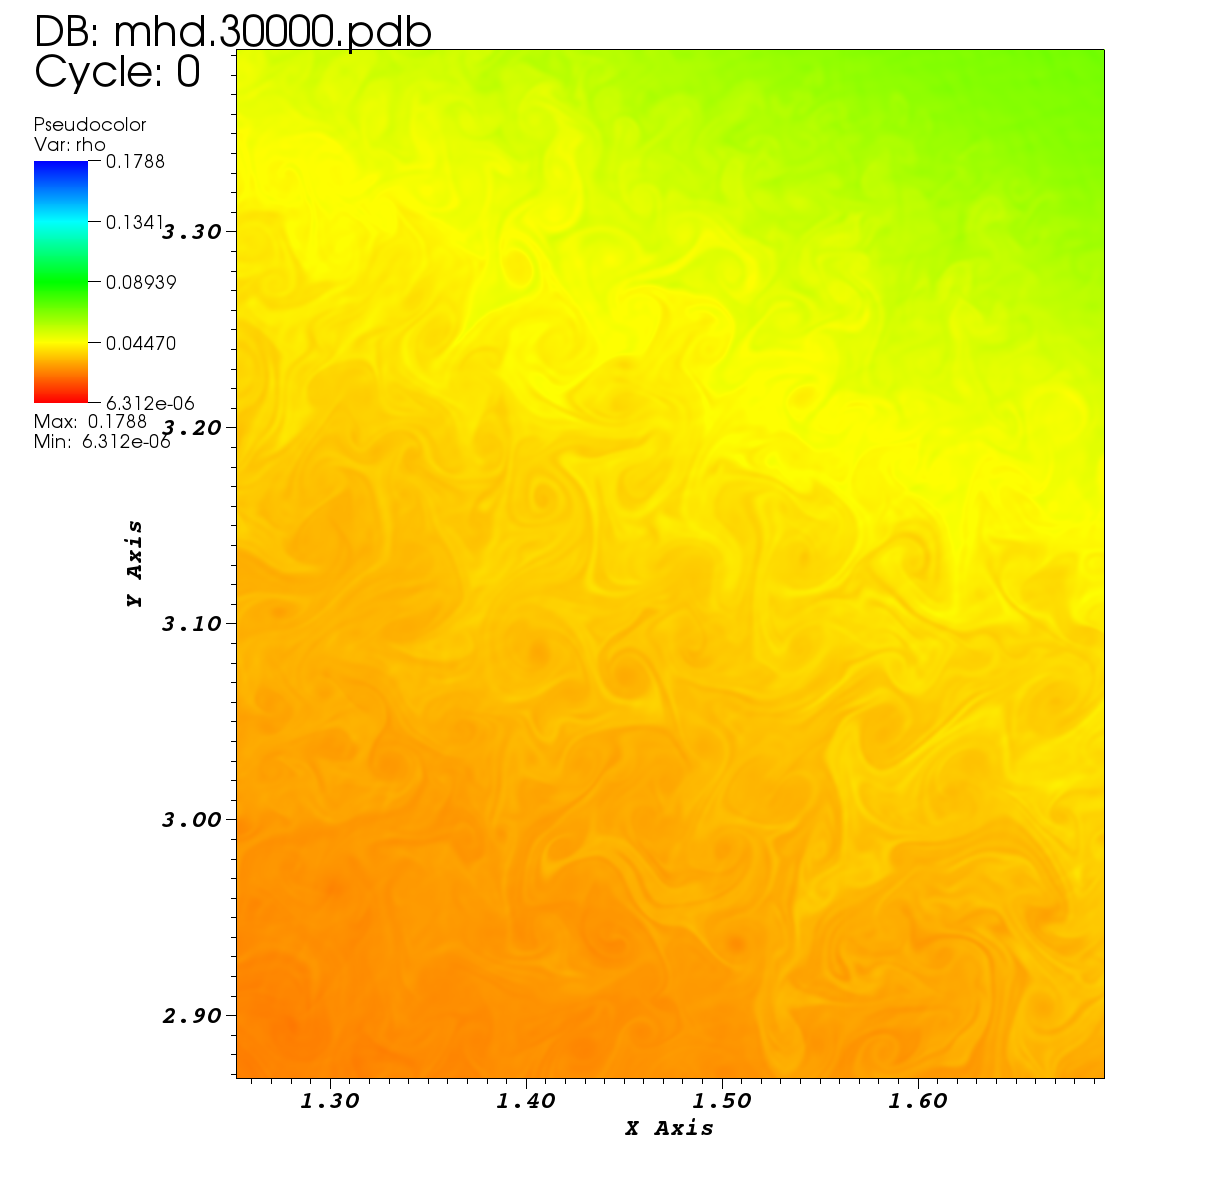 DB: mhd.30000.pdb
Cycle: 0
Pseudocolor
Var: rho
0.1788
0.1341
0.08939
0.04470
6.312e-06
Max: 0.1788
Min: 6.312e-06
3.30
3.20
3.10
3.00
2.90
Y Axis
1.30 1.40 1.50 1.60
X Axis